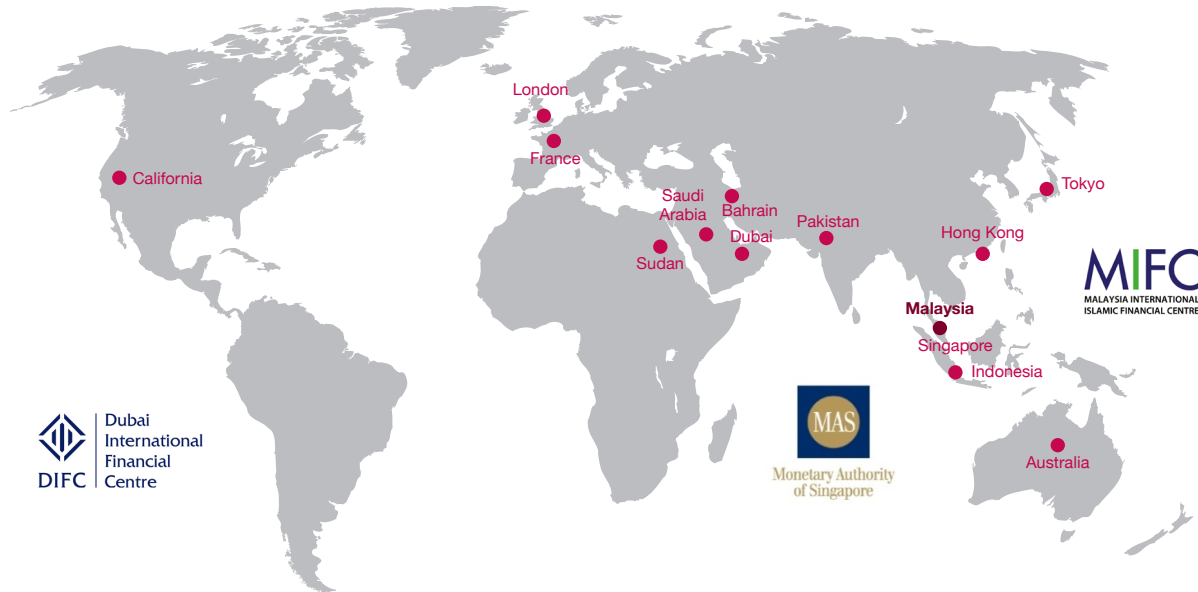 London
France
California
Saudi
Arabia
Bahrain
Dubai
Sudan
Pakistan
Tokyo
Hong Kong
MIFC
MALAYSIA INTERNATIONAL
ISLAMIC FINANCIAL CENTRE
Malaysia
Singapore
Indonesia
MAS
Monetary Authority
of Singapore
DIFC
Dubai
International
Financial
Centre
Australia